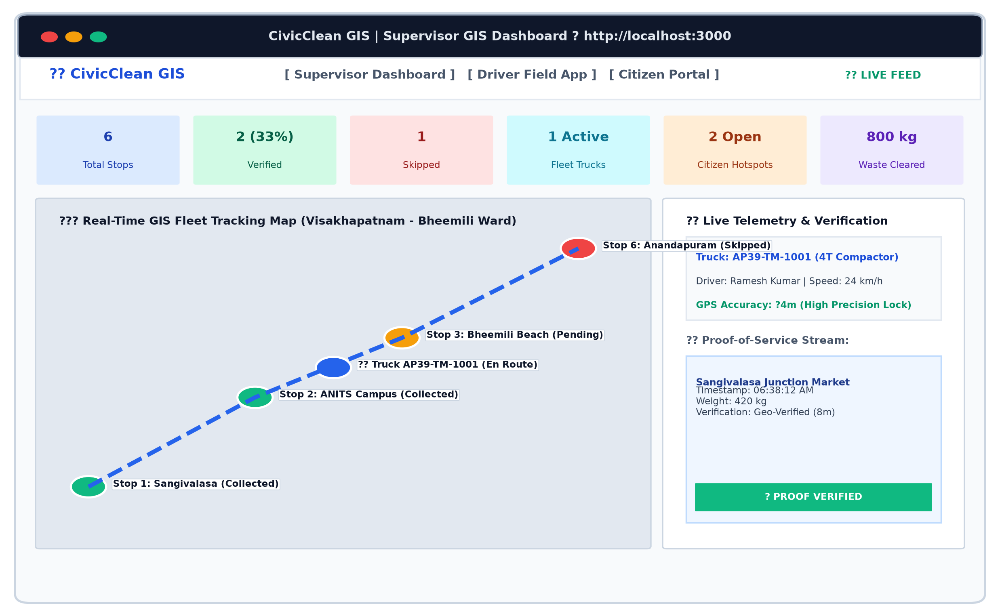 CivicClean GIS | Supervisor GIS Dashboard ? http://localhost:3000
?? CivicClean GIS
[ Supervisor Dashboard ] [ Driver Field App ] [ Citizen Portal ]
?? LIVE FEED
6
Total Stops
2 (33%)
Verified
1
Skipped
1 Active
Fleet Trucks
2 Open
Citizen Hotspots
800 kg
Waste Cleared
??? Real-Time GIS Fleet Tracking Map (Visakhapatnam - Bheemili Ward)
Stop 6: Anandapuram (Skipped)
Stop 3: Bheemili Beach (Pending)
?? Truck AP39-TM-1001 (En Route)
Stop 2: ANITS Campus (Collected)
Stop 1: Sangivalasa (Collected)
?? Live Telemetry & Verification
Truck: AP39-TM-1001 (4T Compactor)
Driver: Ramesh Kumar | Speed: 24 km/h
GPS Accuracy: ?4m (High Precision Lock)
?? Proof-of-Service Stream:
Sangivalasa Junction Market
Timestamp: 06:38:12 AM
Weight: 420 kg
Verification: Geo-Verified (8m)
? PROOF VERIFIED